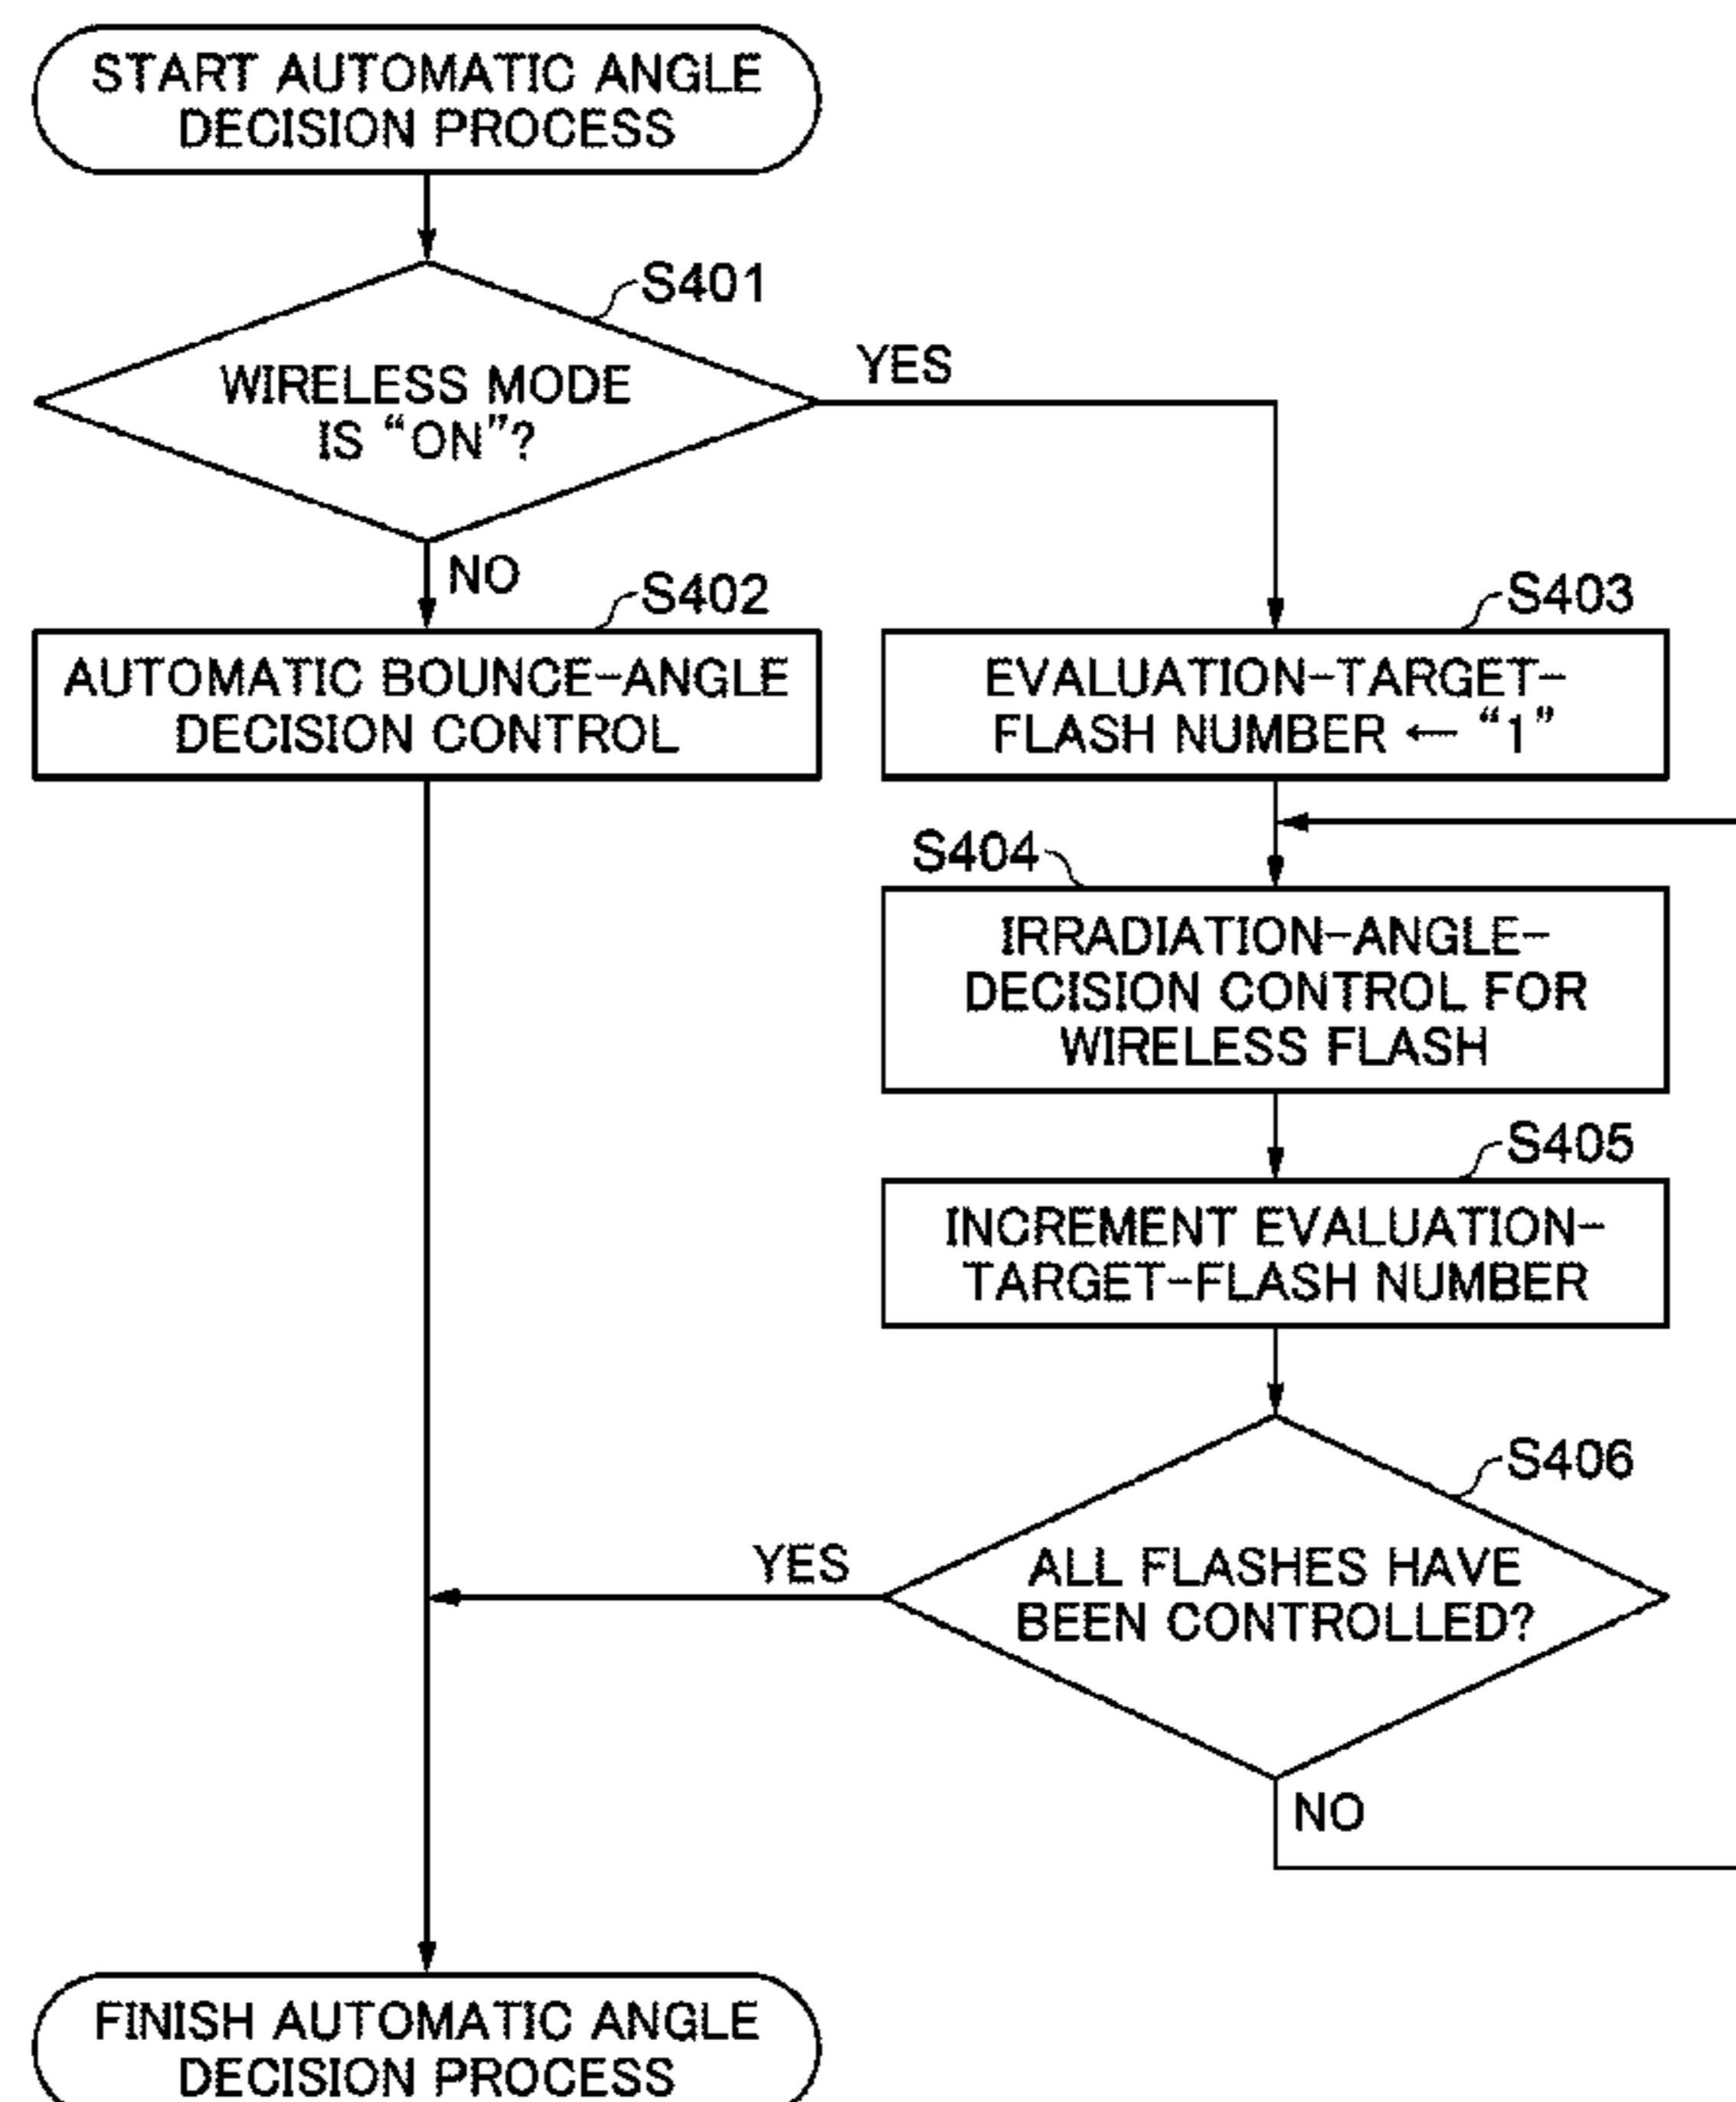 START AUTOMATIC ANGLE
DECISION PROCESS
S401
WIRELESS MODE
IS “ON”?
YES
NO
S402
AUTOMATIC BOUNCE-ANGLE
DECISION CONTROL
S403
EVALUATION-TARGET-
FLASH NUMBER ← “1”
S404
IRRADIATION-ANGLE-
DECISION CONTROL FOR
WIRELESS FLASH
S405
INCREMENT EVALUATION-
TARGET-FLASH NUMBER
S406
ALL FLASHES HAVE
BEEN CONTROLLED?
YES
NO
FINISH AUTOMATIC ANGLE
DECISION PROCESS